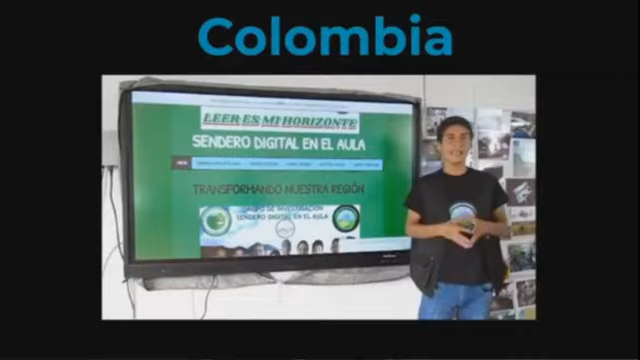 Colombia
LEER ES MI HORIZONTE
SENDERO DIGITAL EN EL AULA
TRANSFORMANDO NUESTRA REGIÓN
GRUPO DE INVESTIGACIÓN
SENDERO DIGITAL EN EL AULA